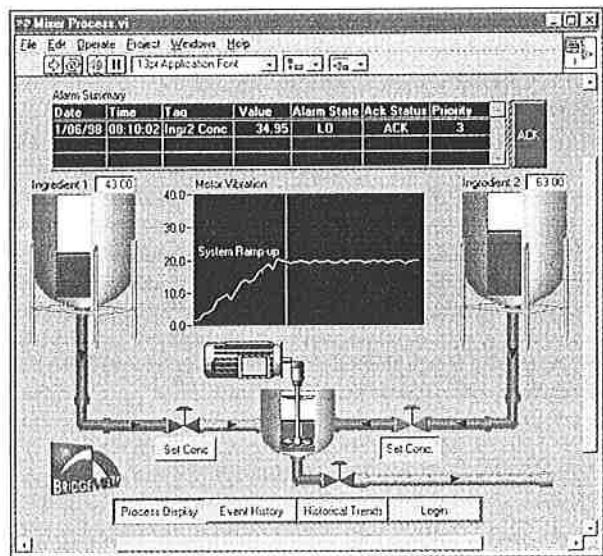 Mixer Process.vi
File Edit Operate Project Windows Help
13pt Application Font
Alarm Summary
Date Time Tag Value Alarm State Ack Status Priority
1/06/98 00:10:02 Ingr2 Conc 34.95 LO ACK 3
ACK
Ingredient 1 43.00
Motor Vibration
Ingredient 2 63.00
40.0
30.0
System Ramp-up
20.0
10.0
0.0
Set Conc.
Set Conc.
Process Display Event History Historical Trends Login